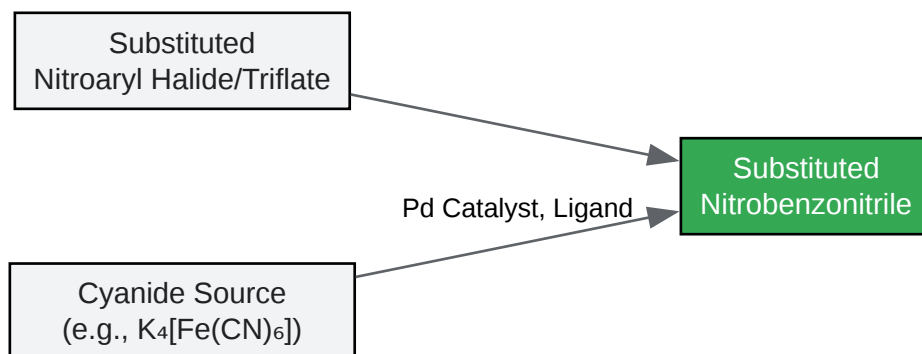 Substituted
Nitroaryl Halide/Triflate
Substituted
Nitrobenzonitrile
Pd Catalyst, Ligand
Cyanide Source
(e.g., K₄[Fe(CN)₆])